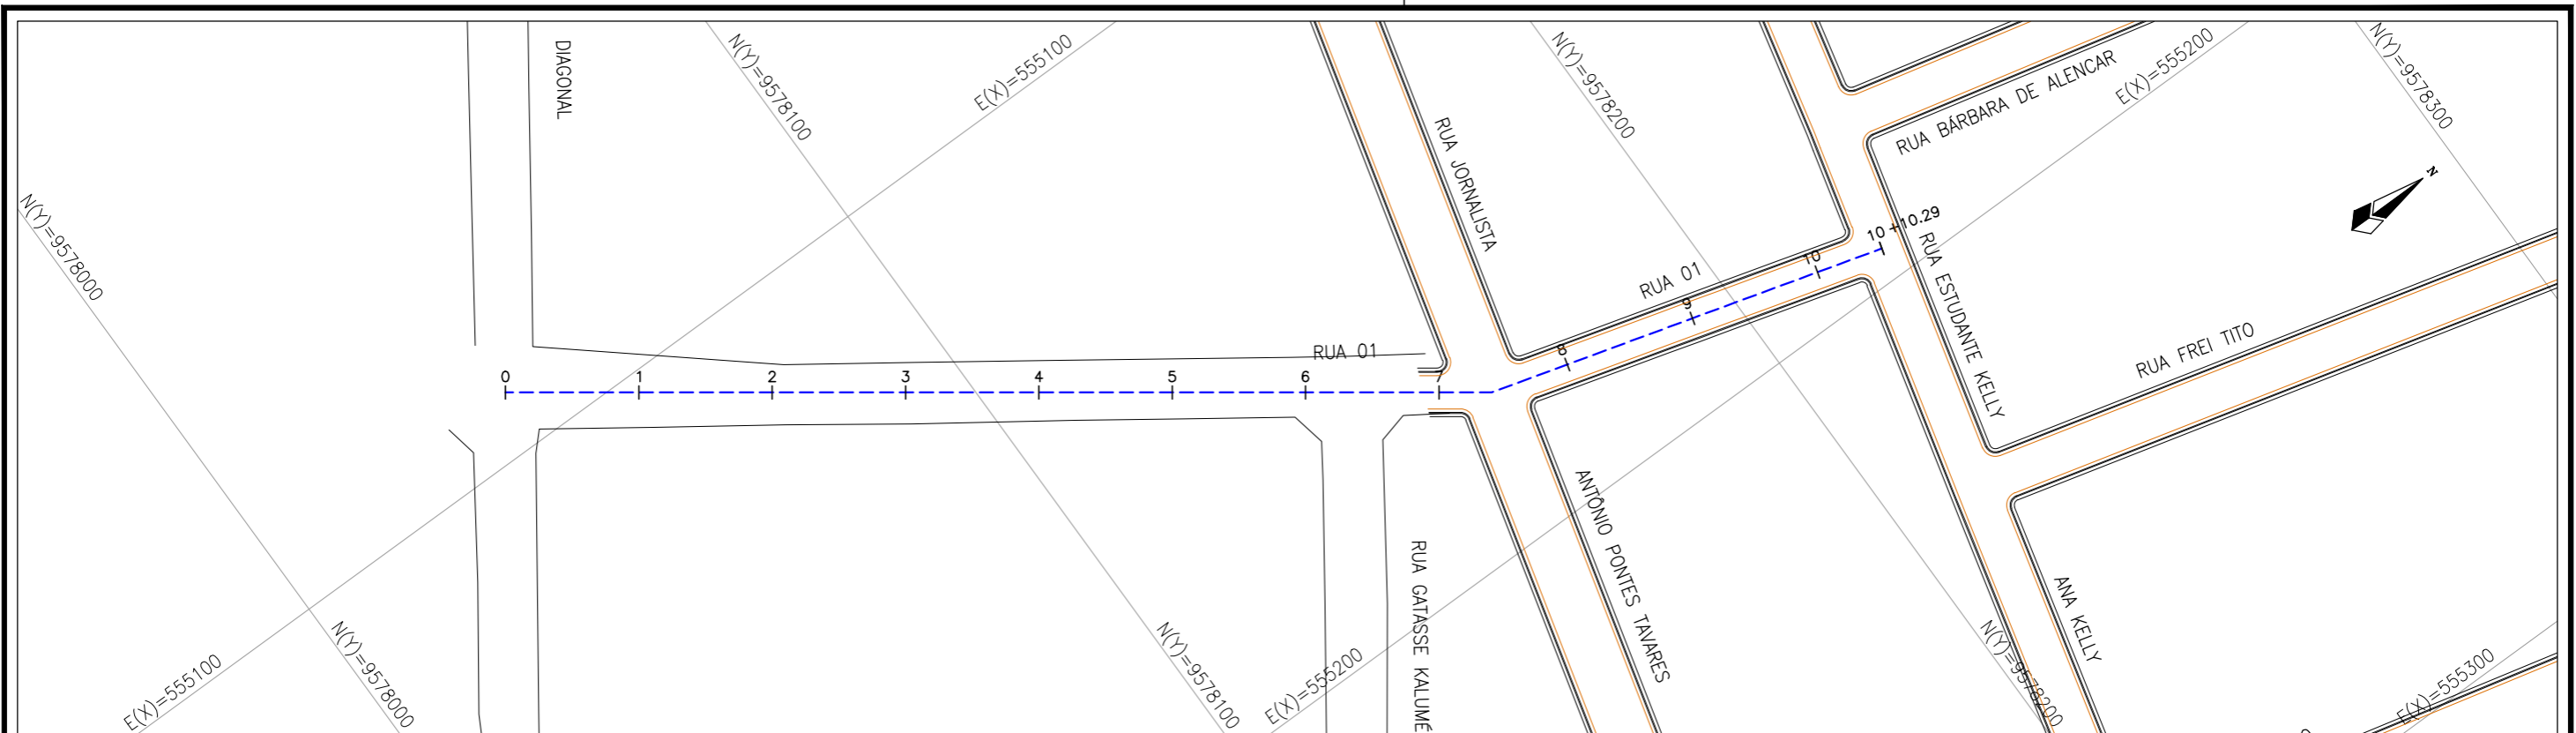 DIAGONAL
N(Y)=9578100
E(X)=555100
N(Y)=9578200
RUA BÁRBARA DE ALENCAR
E(X)=555200
N(Y)=9578300
RUA JORNALISTA
N
N(Y)=9578000
10 +10.29
10
RUA 01
9
RUA ESTUDANTE KELLY
RUA FREI TITO
RUA 01
8
0 1 2 3 4 5 6 7
ANTÔNIO PONTES TAVARES
RUA GATASSE KALUMÉ
ANA KELLY
E(X)=555100
N(Y)=9578000
N(Y)=9578100
E(X)=555200
N(Y)=9578200
E(X)=555300